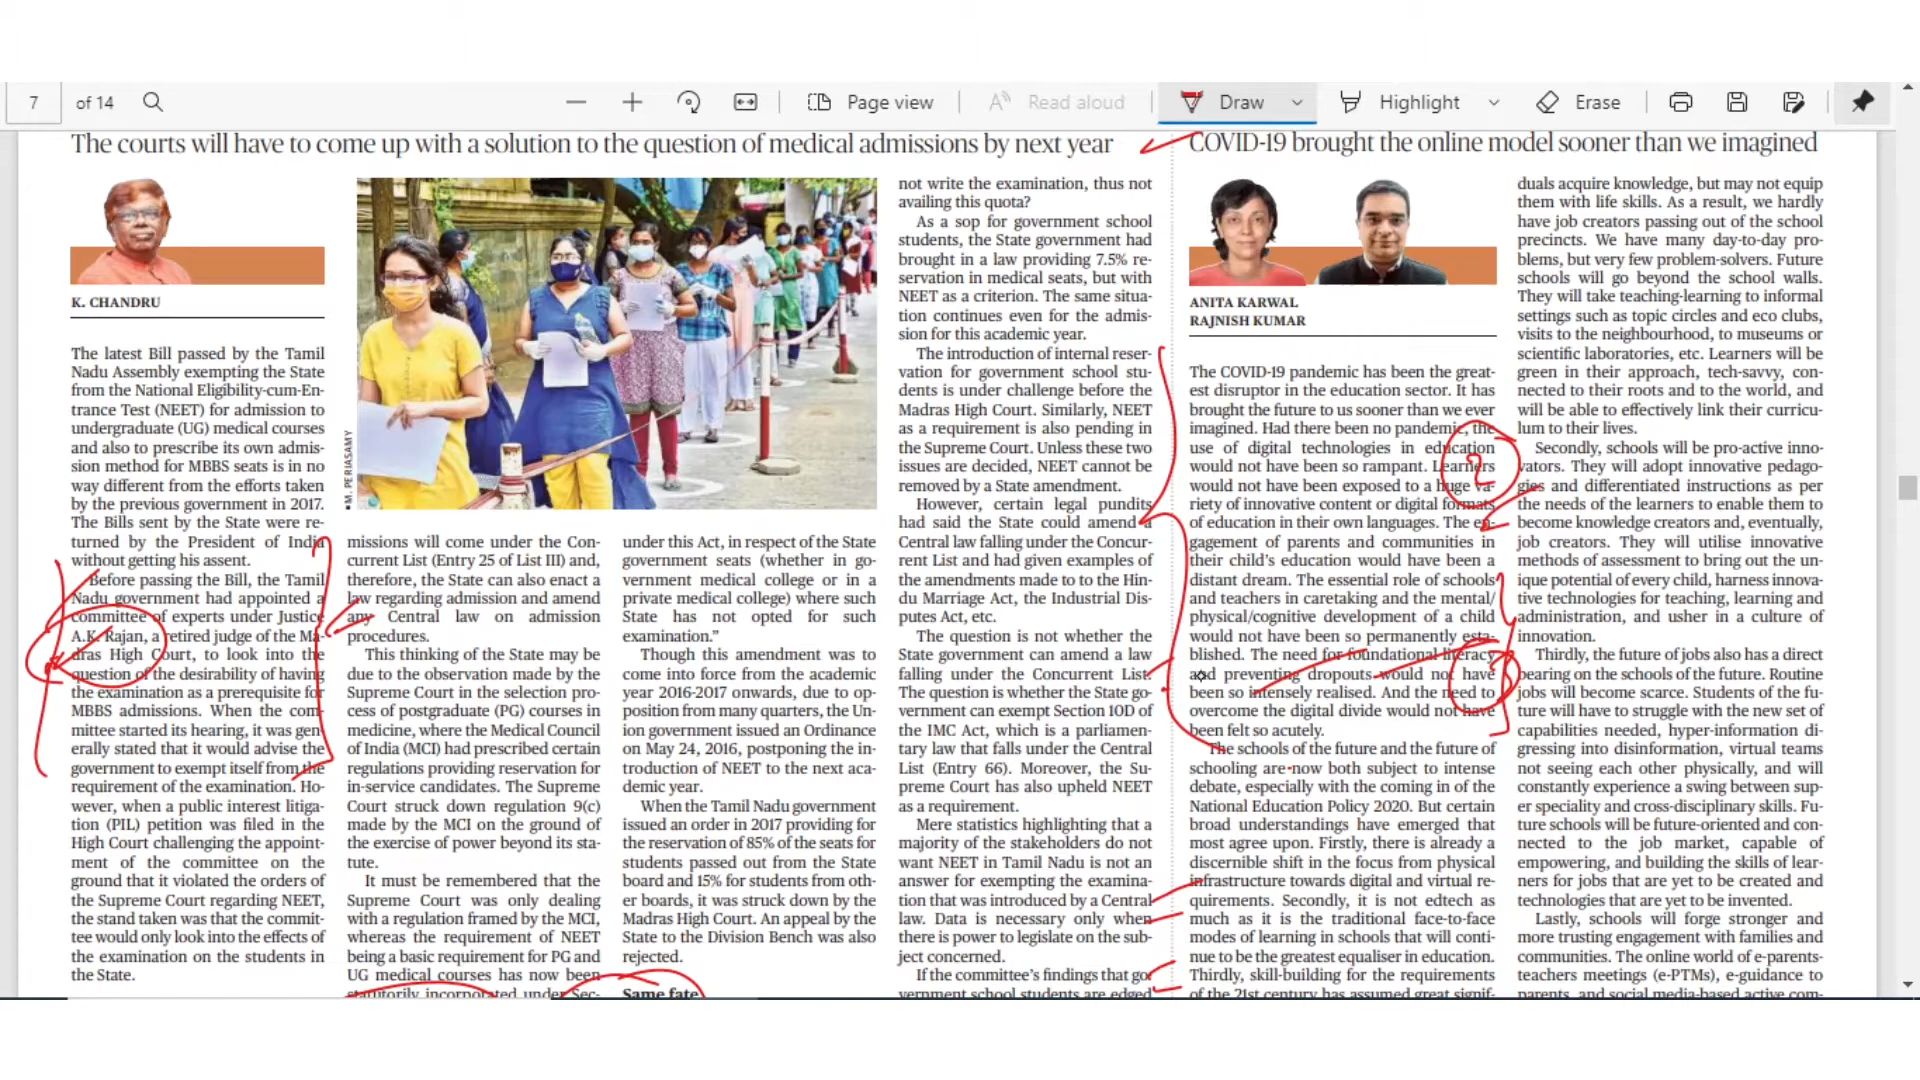 7 of 14 Page view Read aloud Draw Highlight Erase
The courts will have to come up with a solution to the question of medical admissions by next year
K. CHANDRU
The latest Bill passed by the Tamil
Nadu Assembly exempting the State
from the National Eligibility-cum-En-
trance Test (NEET) for admission to
undergraduate (UG) medical courses
and also to prescribe its own admis-
sion method for MBBS seats is in no
way different from the efforts taken
by the previous government in 2017.
The Bills sent by the State were re-
turned by the President of India
without getting his assent.
Before passing the Bill, the Tamil
Nadu government had appointed a
committee of experts under Justice
A.K. Rajan, a retired judge of the Ma-
dras High Court, to look into the
question of the desirability of having
the examination as a prerequisite for
MBBS admissions. When the com-
mittee started its hearing, it was gen-
erally stated that it would advise the
government to exempt itself from the
requirement of the examination. Ho-
wever, when a public interest litiga-
tion (PIL) petition was filed in the
High Court challenging the appoint-
ment of the committee on the
ground that it violated the orders of
the Supreme Court regarding NEET,
the stand taken was that the commit-
tee would only look into the effects of
the examination on the students in
the State.
M. PERIASAMY
missions will come under the Con-
current List (Entry 25 of List III) and,
therefore, the State can also enact a
law regarding admission and amend
any Central law on admission
procedures.
This thinking of the State may be
due to the observation made by the
Supreme Court in the selection pro-
cess of postgraduate (PG) courses in
medicine, where the Medical Council
of India (MCI) had prescribed certain
regulations providing reservation for
in-service candidates. The Supreme
Court struck down regulation 9(c)
made by the MCI on the ground of
the exercise of power beyond its sta-
tute.
It must be remembered that the
Supreme Court was only dealing
with a regulation framed by the MCI,
whereas the requirement of NEET
being a basic requirement for PG and
UG medical courses has now been
statutorily incorporated under Sec-
under this Act, in respect of the State
government seats (whether in go-
vernment medical college or in a
private medical college) where such
State has not opted for such
examination.”
Though this amendment was to
come into force from the academic
year 2016-2017 onwards, due to op-
position from many quarters, the Un-
ion government issued an Ordinance
on May 24, 2016, postponing the in-
troduction of NEET to the next aca-
demic year.
When the Tamil Nadu government
issued an order in 2017 providing for
the reservation of 85% of the seats for
students passed out from the State
board and 15% for students from oth-
er boards, it was struck down by the
Madras High Court. An appeal by the
State to the Division Bench was also
rejected.
Same fate
not write the examination, thus not
availing this quota?
As a sop for government school
students, the State government had
brought in a law providing 7.5% re-
servation in medical seats, but with
NEET as a criterion. The same situa-
tion continues even for the admis-
sion for this academic year.
The introduction of internal reser-
vation for government school stu-
dents is under challenge before the
Madras High Court. Similarly, NEET
as a requirement is also pending in
the Supreme Court. Unless these two
issues are decided, NEET cannot be
removed by a State amendment.
However, certain legal pundits
had said the State could amend a
Central law falling under the Concur-
rent List and had given examples of
the amendments made to to the Hin-
du Marriage Act, the Industrial Dis-
putes Act, etc.
The question is not whether the
State government can amend a law
falling under the Concurrent List.
The question is whether the State go-
vernment can exempt Section 10D of
the IMC Act, which is a parliamen-
tary law that falls under the Central
List (Entry 66). Moreover, the Su-
preme Court has also upheld NEET
as a requirement.
Mere statistics highlighting that a
majority of the stakeholders do not
want NEET in Tamil Nadu is not an
answer for exempting the examina-
tion that was introduced by a Central
law. Data is necessary only when
there is power to legislate on the sub-
ject concerned.
If the committee’s findings that go-
vernment school students are edged
COVID-19 brought the online model sooner than we imagined
ANITA KARWAL
RAJNISH KUMAR
The COVID-19 pandemic has been the great-
est disruptor in the education sector. It has
brought the future to us sooner than we ever
imagined. Had there been no pandemic, the
use of digital technologies in education
would not have been so rampant. Learners
would not have been exposed to a huge va-
riety of innovative content or digital formats
of education in their own languages. The en-
gagement of parents and communities in
their child’s education would have been a
distant dream. The essential role of schools
and teachers in caretaking and the mental/
physical/cognitive development of a child
would not have been so permanently esta-
blished. The need for foundational literacy
and preventing dropouts would not have
been so intensely realised. And the need to
overcome the digital divide would not have
been felt so acutely.
The schools of the future and the future of
schooling are now both subject to intense
debate, especially with the coming in of the
National Education Policy 2020. But certain
broad understandings have emerged that
most agree upon. Firstly, there is already a
discernible shift in the focus from physical
infrastructure towards digital and virtual re-
quirements. Secondly, it is not edtech as
much as it is the traditional face-to-face
modes of learning in schools that will conti-
nue to be the greatest equaliser in education.
Thirdly, skill-building for the requirements
of the 21st century has assumed great signif-
2
duals acquire knowledge, but may not equip
them with life skills. As a result, we hardly
have job creators passing out of the school
precincts. We have many day-to-day pro-
blems, but very few problem-solvers. Future
schools will go beyond the school walls.
They will take teaching-learning to informal
settings such as topic circles and eco clubs,
visits to the neighbourhood, to museums or
scientific laboratories, etc. Learners will be
green in their approach, tech-savvy, con-
nected to their roots and to the world, and
will be able to effectively link their curricu-
lum to their lives.
Secondly, schools will be pro-active inno-
vators. They will adopt innovative pedago-
gies and differentiated instructions as per
the needs of the learners to enable them to
become knowledge creators and, eventually,
job creators. They will utilise innovative
methods of assessment to bring out the un-
ique potential of every child, harness innova-
tive technologies for teaching, learning and
administration, and usher in a culture of
innovation.
Thirdly, the future of jobs also has a direct
bearing on the schools of the future. Routine
jobs will become scarce. Students of the fu-
ture will have to struggle with the new set of
capabilities needed, hyper-information di-
gressing into disinformation, virtual teams
not seeing each other physically, and will
constantly experience a swing between sup-
er speciality and cross-disciplinary skills. Fu-
ture schools will be future-oriented and con-
nected to the job market, capable of
empowering, and building the skills of lear-
ners for jobs that are yet to be created and
technologies that are yet to be invented.
Lastly, schools will forge stronger and
more trusting engagement with families and
communities. The online world of e-parents-
teachers meetings (e-PTMs), e-guidance to
parents, and social media-based active com-